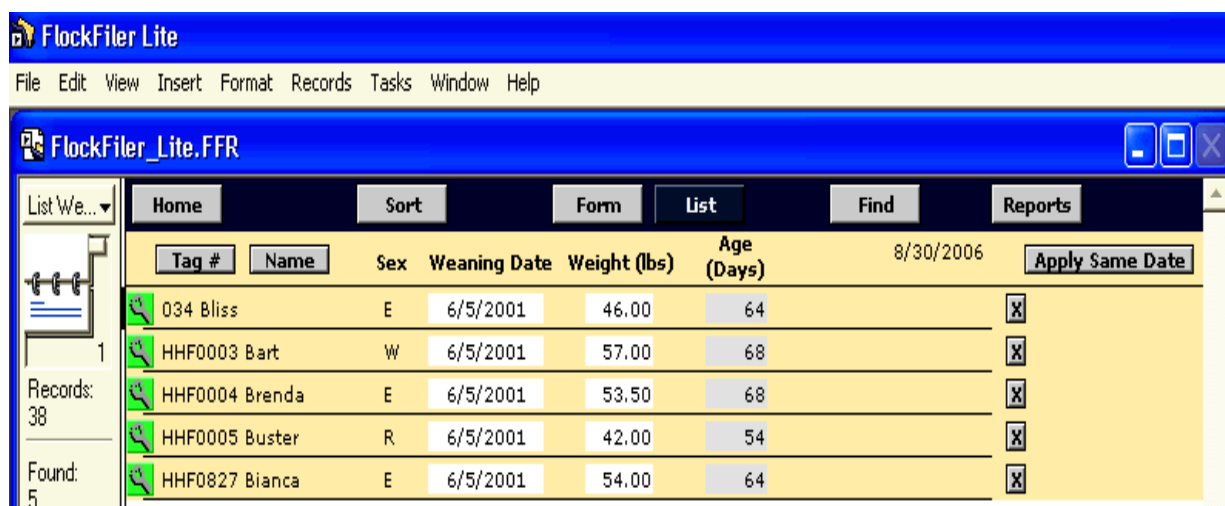 FlockFiler Lite
File Edit View Insert Format Records Tasks Window Help
FlockFiler_Lite.FFR
List We... Home Sort Form List Find Reports
Tag # Name Sex Weaning Date Weight (lbs) Age (Days) 8/30/2006 Apply Same Date
034 Bliss E 6/5/2001 46.00 64 X
HHF0003 Bart W 6/5/2001 57.00 68 X
1
HHF0004 Brenda E 6/5/2001 53.50 68 X
Records:
38
HHF0005 Buster R 6/5/2001 42.00 54 X
HHF0827 Bianca E 6/5/2001 54.00 64 X
Found:
5